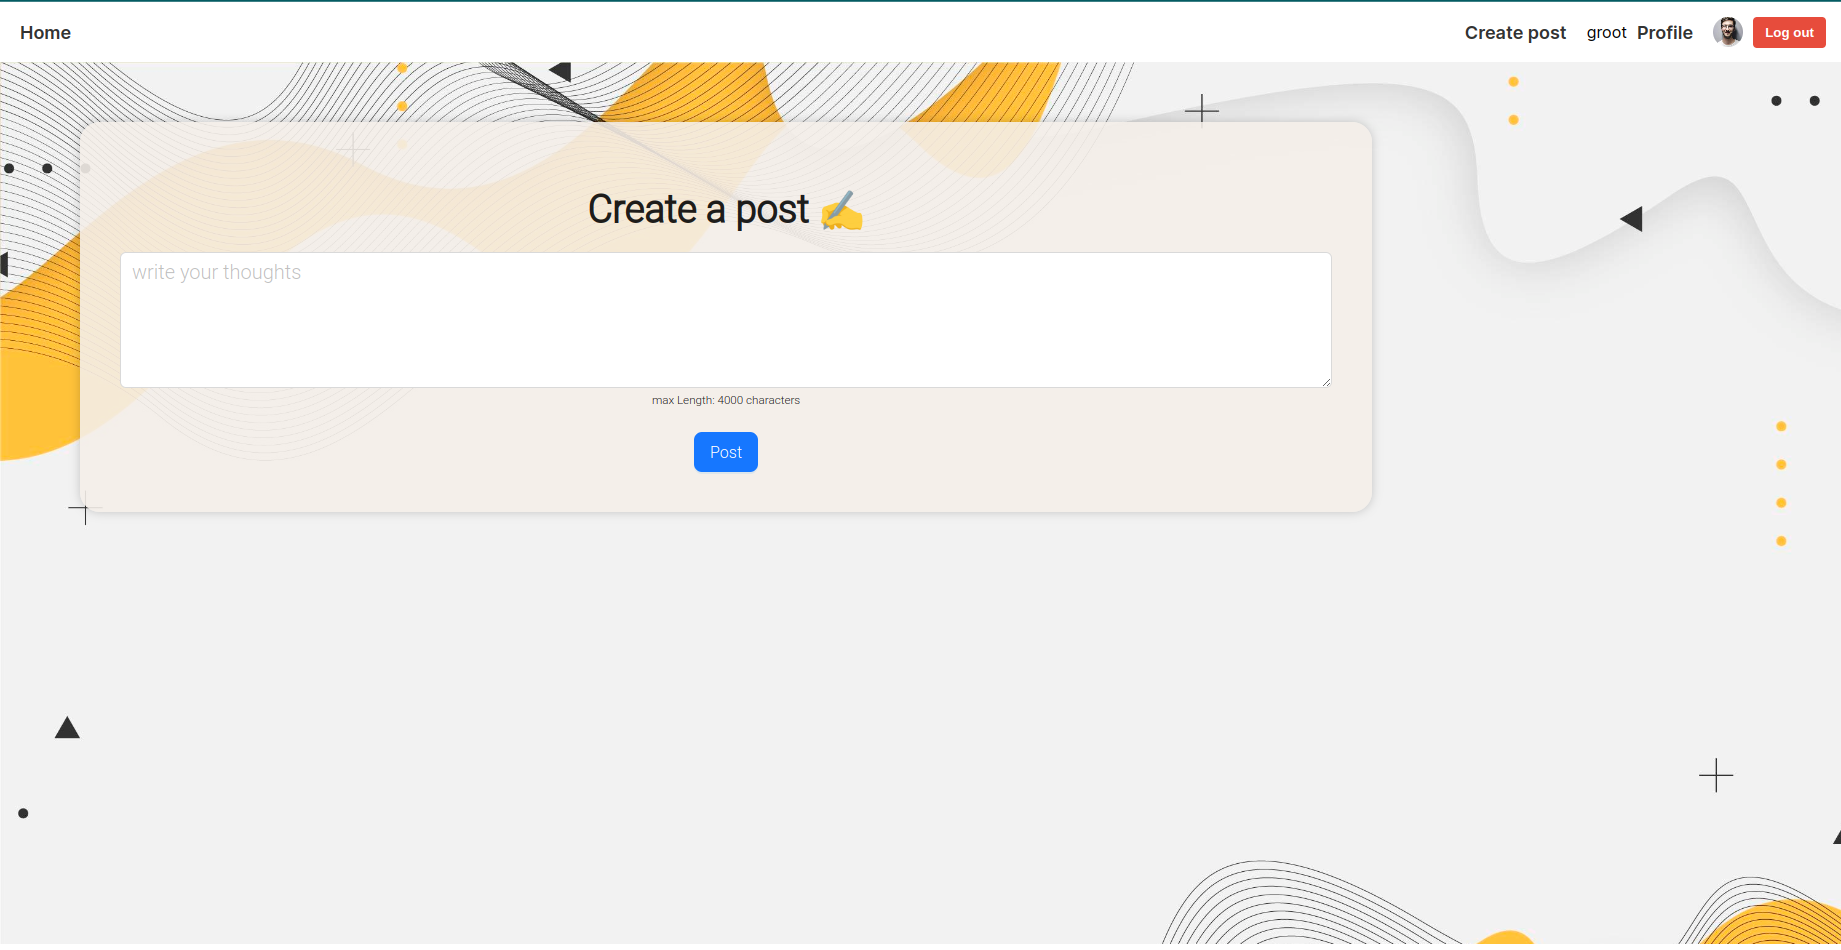 Home
Create post groot Profile Log out
Create a post ✍️
write your thoughts
max Length: 4000 characters
Post